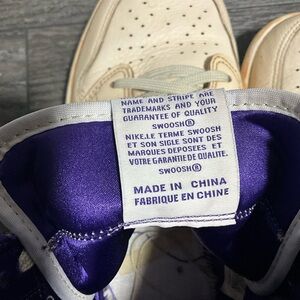 NAME AND STRIPE ARE
TRADEMARKS AND YOUR
GUARANTEE OF QUALITY
SWOOSH®
NIKE.LE TERME SWOOSH
ET SON SIGLE SONT DES
MARQUES DEPOSEES ET
VOTRE GARANTIE DE QUALITE.
SWOOSH®
MADE IN CHINA
FABRIQUE EN CHINE